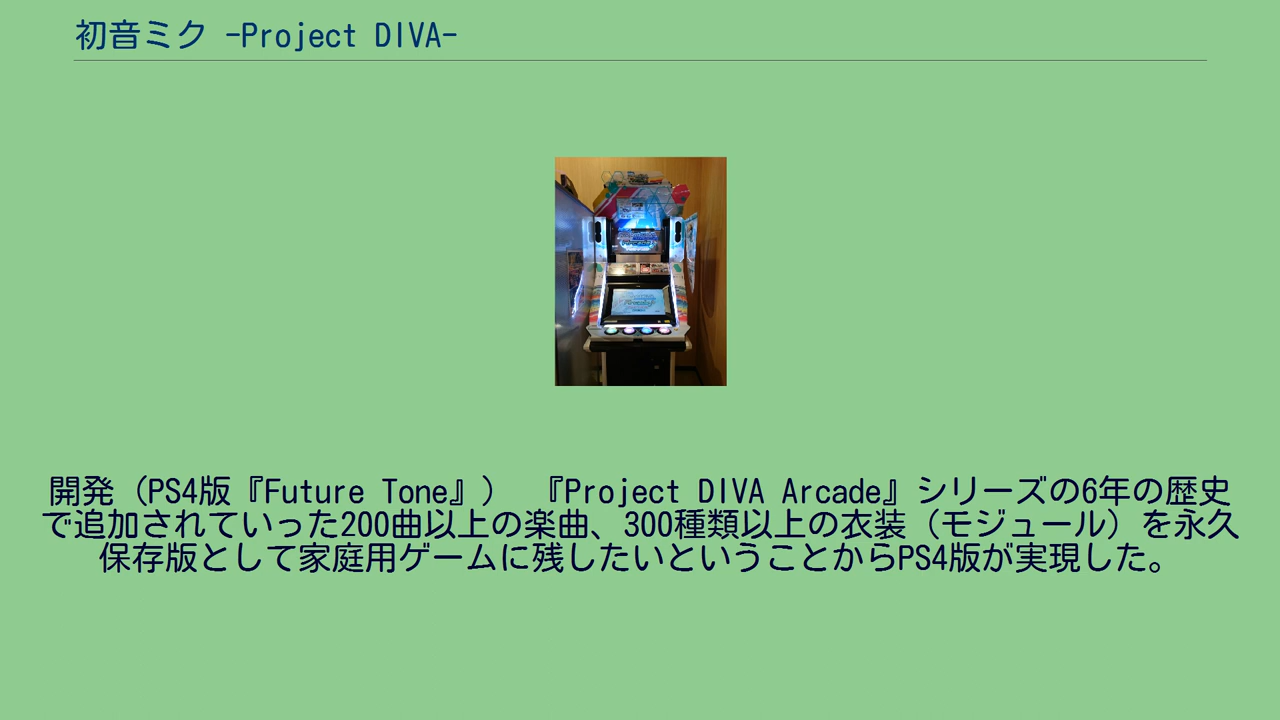 初音ミク -Project DIVA-
開発（PS4版『Future Tone』）　『Project DIVA Arcade』シリーズの6年の歴史
で追加されていった200曲以上の楽曲、300種類以上の衣装（モジュール）を永久
保存版として家庭用ゲームに残したいということからPS4版が実現した。